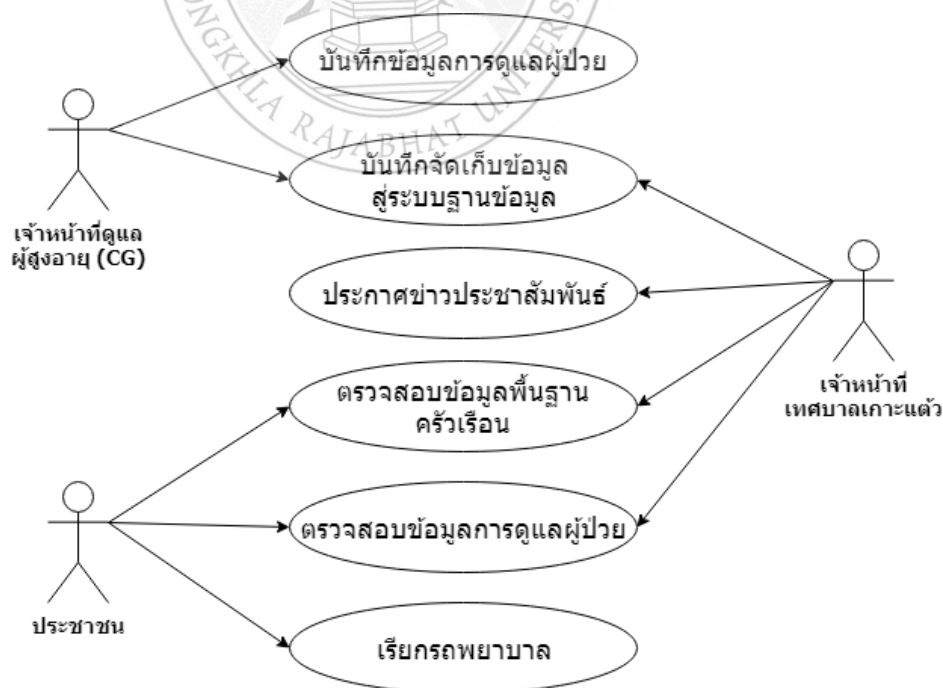 ONGKHLA RAJABHAT UNIVERS
บันทึกข้อมูลการดูแลผู้ป่วย
บันทึกจัดเก็บข้อมูล
สู่ระบบฐานข้อมูล
เจ้าหน้าที่ดูแล
ผู้สูงอายุ (CG)
ประกาศข่าวประชาสัมพันธ์
ตรวจสอบข้อมูลพื้นฐาน
ครัวเรือน
เจ้าหน้าที่
เทศบาลเกาะแต้ว
ตรวจสอบข้อมูลการดูแลผู้ป่วย
ประชาชน
เรียกรถพยาบาล